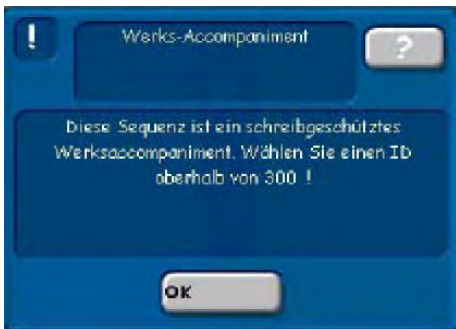 !
Werks-Accompaniment
?
Diese Sequenz ist ein schreibgeschütztes
Werksaccompaniment. Wählen Sie einen ID
oberhalb von 300 !
OK